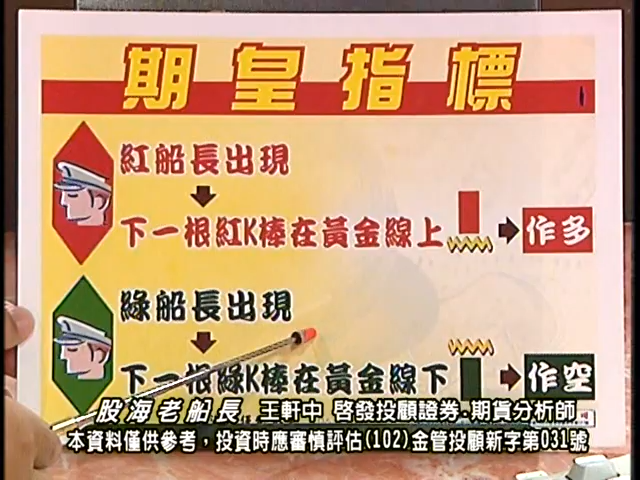 期皇指標
紅船長出現
下一根紅K棒在黃金線上
作多
綠船長出現
下一根綠K棒在黃金線下
作空
股海老船長 王軒中 啓發投顧證券.期貨分析師
本資料僅供參考，投資時應審慎評估(102)金管投顧新字第031號